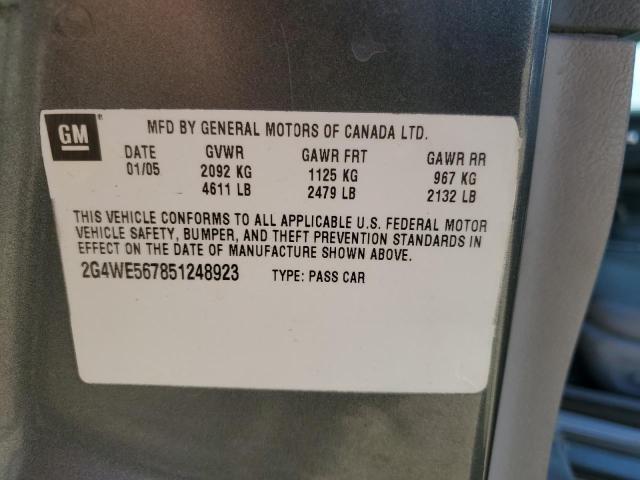 GM ®
MFD BY GENERAL MOTORS OF CANADA LTD.
DATE GVWR GAWR FRT GAWR RR
01/05 2092 KG 1125 KG 967 KG
4611 LB 2479 LB 2132 LB
THIS VEHICLE CONFORMS TO ALL APPLICABLE U.S. FEDERAL MOTOR
VEHICLE SAFETY, BUMPER, AND THEFT PREVENTION STANDARDS IN
EFFECT ON THE DATE OF MANUFACTURE SHOWN ABOVE.
2G4WE567851248923 TYPE: PASS CAR